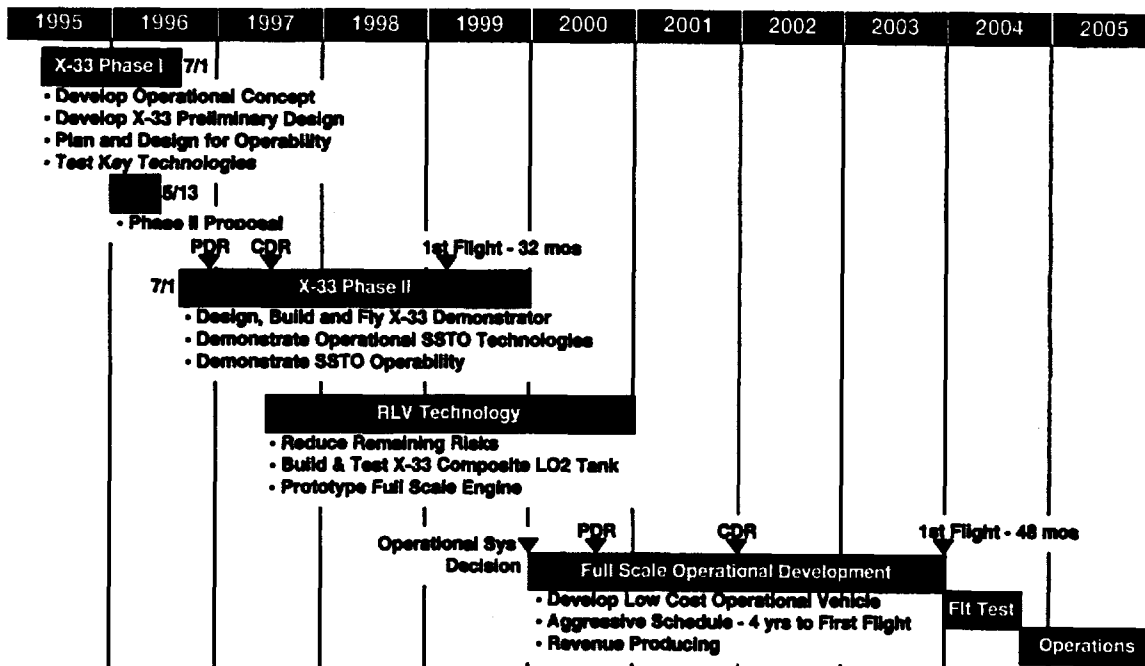 1995 1996 1997 1998 1999 2000 2001 2002 2003 2004 2005
X-33 Phase I 7/1
• Develop Operational Concept
• Develop X-33 Preliminary Design
• Plan and Design for Operability
• Test Key Technologies
5/13
• Phase II Proposal
PDR CDR 1st Flight - 32 mos
7/1 X-33 Phase II
• Design, Build and Fly X-33 Demonstrator
• Demonstrate Operational SSTO Technologies
• Demonstrate SSTO Operability
RLV Technology
• Reduce Remaining Risks
• Build & Test X-33 Composite LO2 Tank
• Prototype Full Scale Engine
Operational Sys
Decision
PDR CDR 1st Flight - 48 mos
Full Scale Operational Development
• Develop Low Cost Operational Vehicle
• Aggressive Schedule - 4 yrs to First Flight
• Revenue Producing
Flt Test
Operations